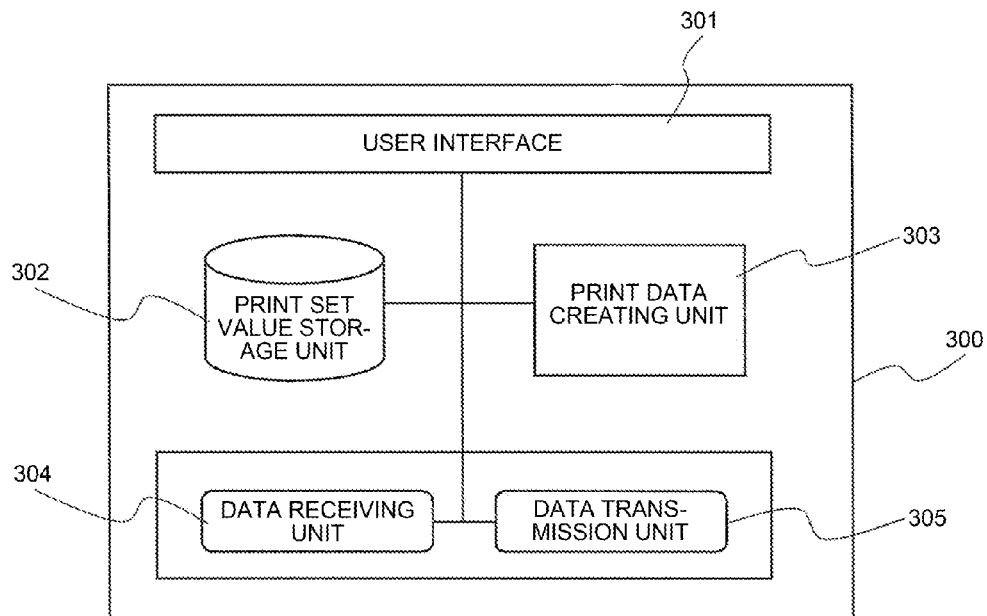 301
USER INTERFACE
303
302
PRINT SET
VALUE STOR-
AGE UNIT
PRINT DATA
CREATING UNIT
300
304
DATA RECEIVING
UNIT
DATA TRANS-
MISSION UNIT
305